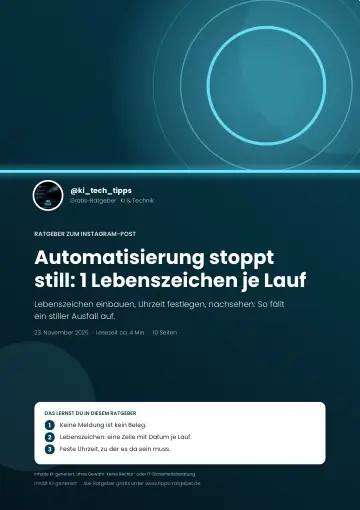 @ki_tech_tipps
Gratis-Ratgeber · KI & Technik
RATGEBER ZUM INSTAGRAM-POST
Automatisierung stoppt
still: 1 Lebenszeichen je Lauf
Lebenszeichen einbauen, Uhrzeit festlegen, nachsehen: So fällt
ein stiller Ausfall auf.
23. November 2026 · Lesezeit ca. 4 Min · 10 Seiten
DAS LERNST DU IN DIESEM RATGEBER
1 Keine Meldung ist kein Beleg.
2 Lebenszeichen: eine Zeile mit Datum je Lauf.
3 Feste Uhrzeit, zu der es da sein muss.
Inhalte KI-generiert, ohne Gewähr. Keine Rechts- oder IT-Sicherheitsberatung.
Inhalt KI-generiert · Alle Ratgeber gratis unter www.tipps-ratgeber.de